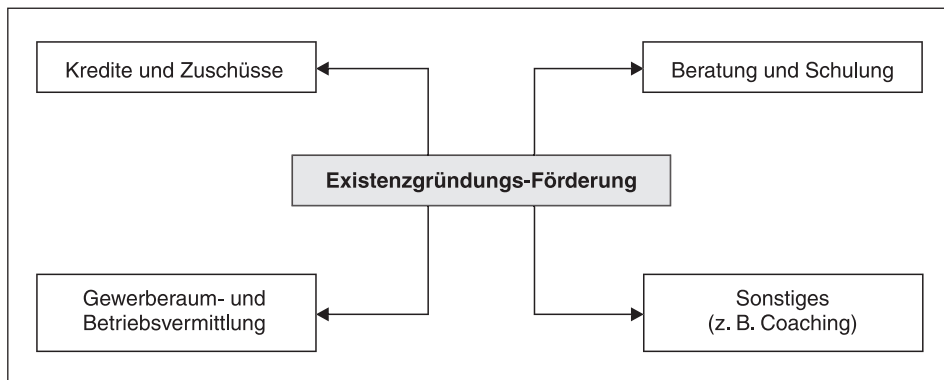 Kredite und Zuschüsse
Beratung und Schulung
Existenzgründungs-Förderung
Gewerberaum- und
Betriebsvermittlung
Sonstiges
(z. B. Coaching)